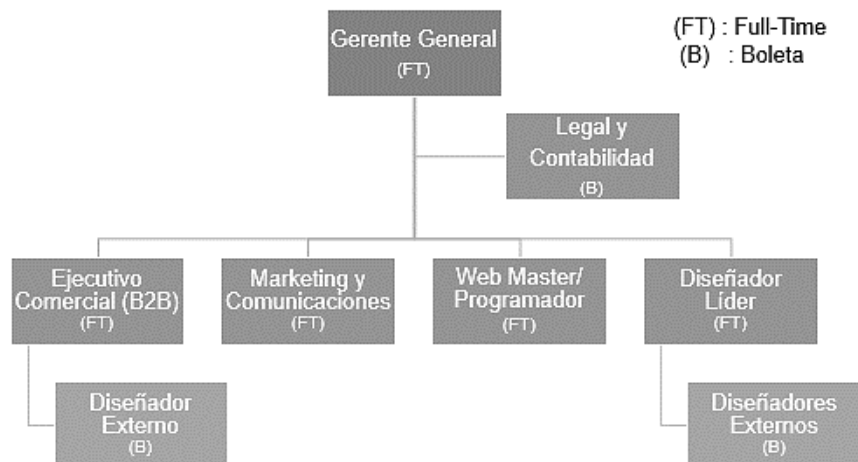 Gerente General
(FT)
(FT) : Full-Time
(B) : Boleta
Legal y
Contabilidad
(B)
Ejecutivo
Comercial (B2B)
(FT)
Marketing y
Comunicaciones
(FT)
Web Master/
Programador
(FT)
Diseñador
Líder
(FT)
Diseñador
Externo
(B)
Diseñadores
Externos
(B)